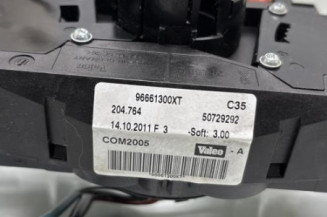 96661300XT C35
204.764 50729292
14.10.2011 F 3 -Soft: 3.00
COM2005 Valeo - A